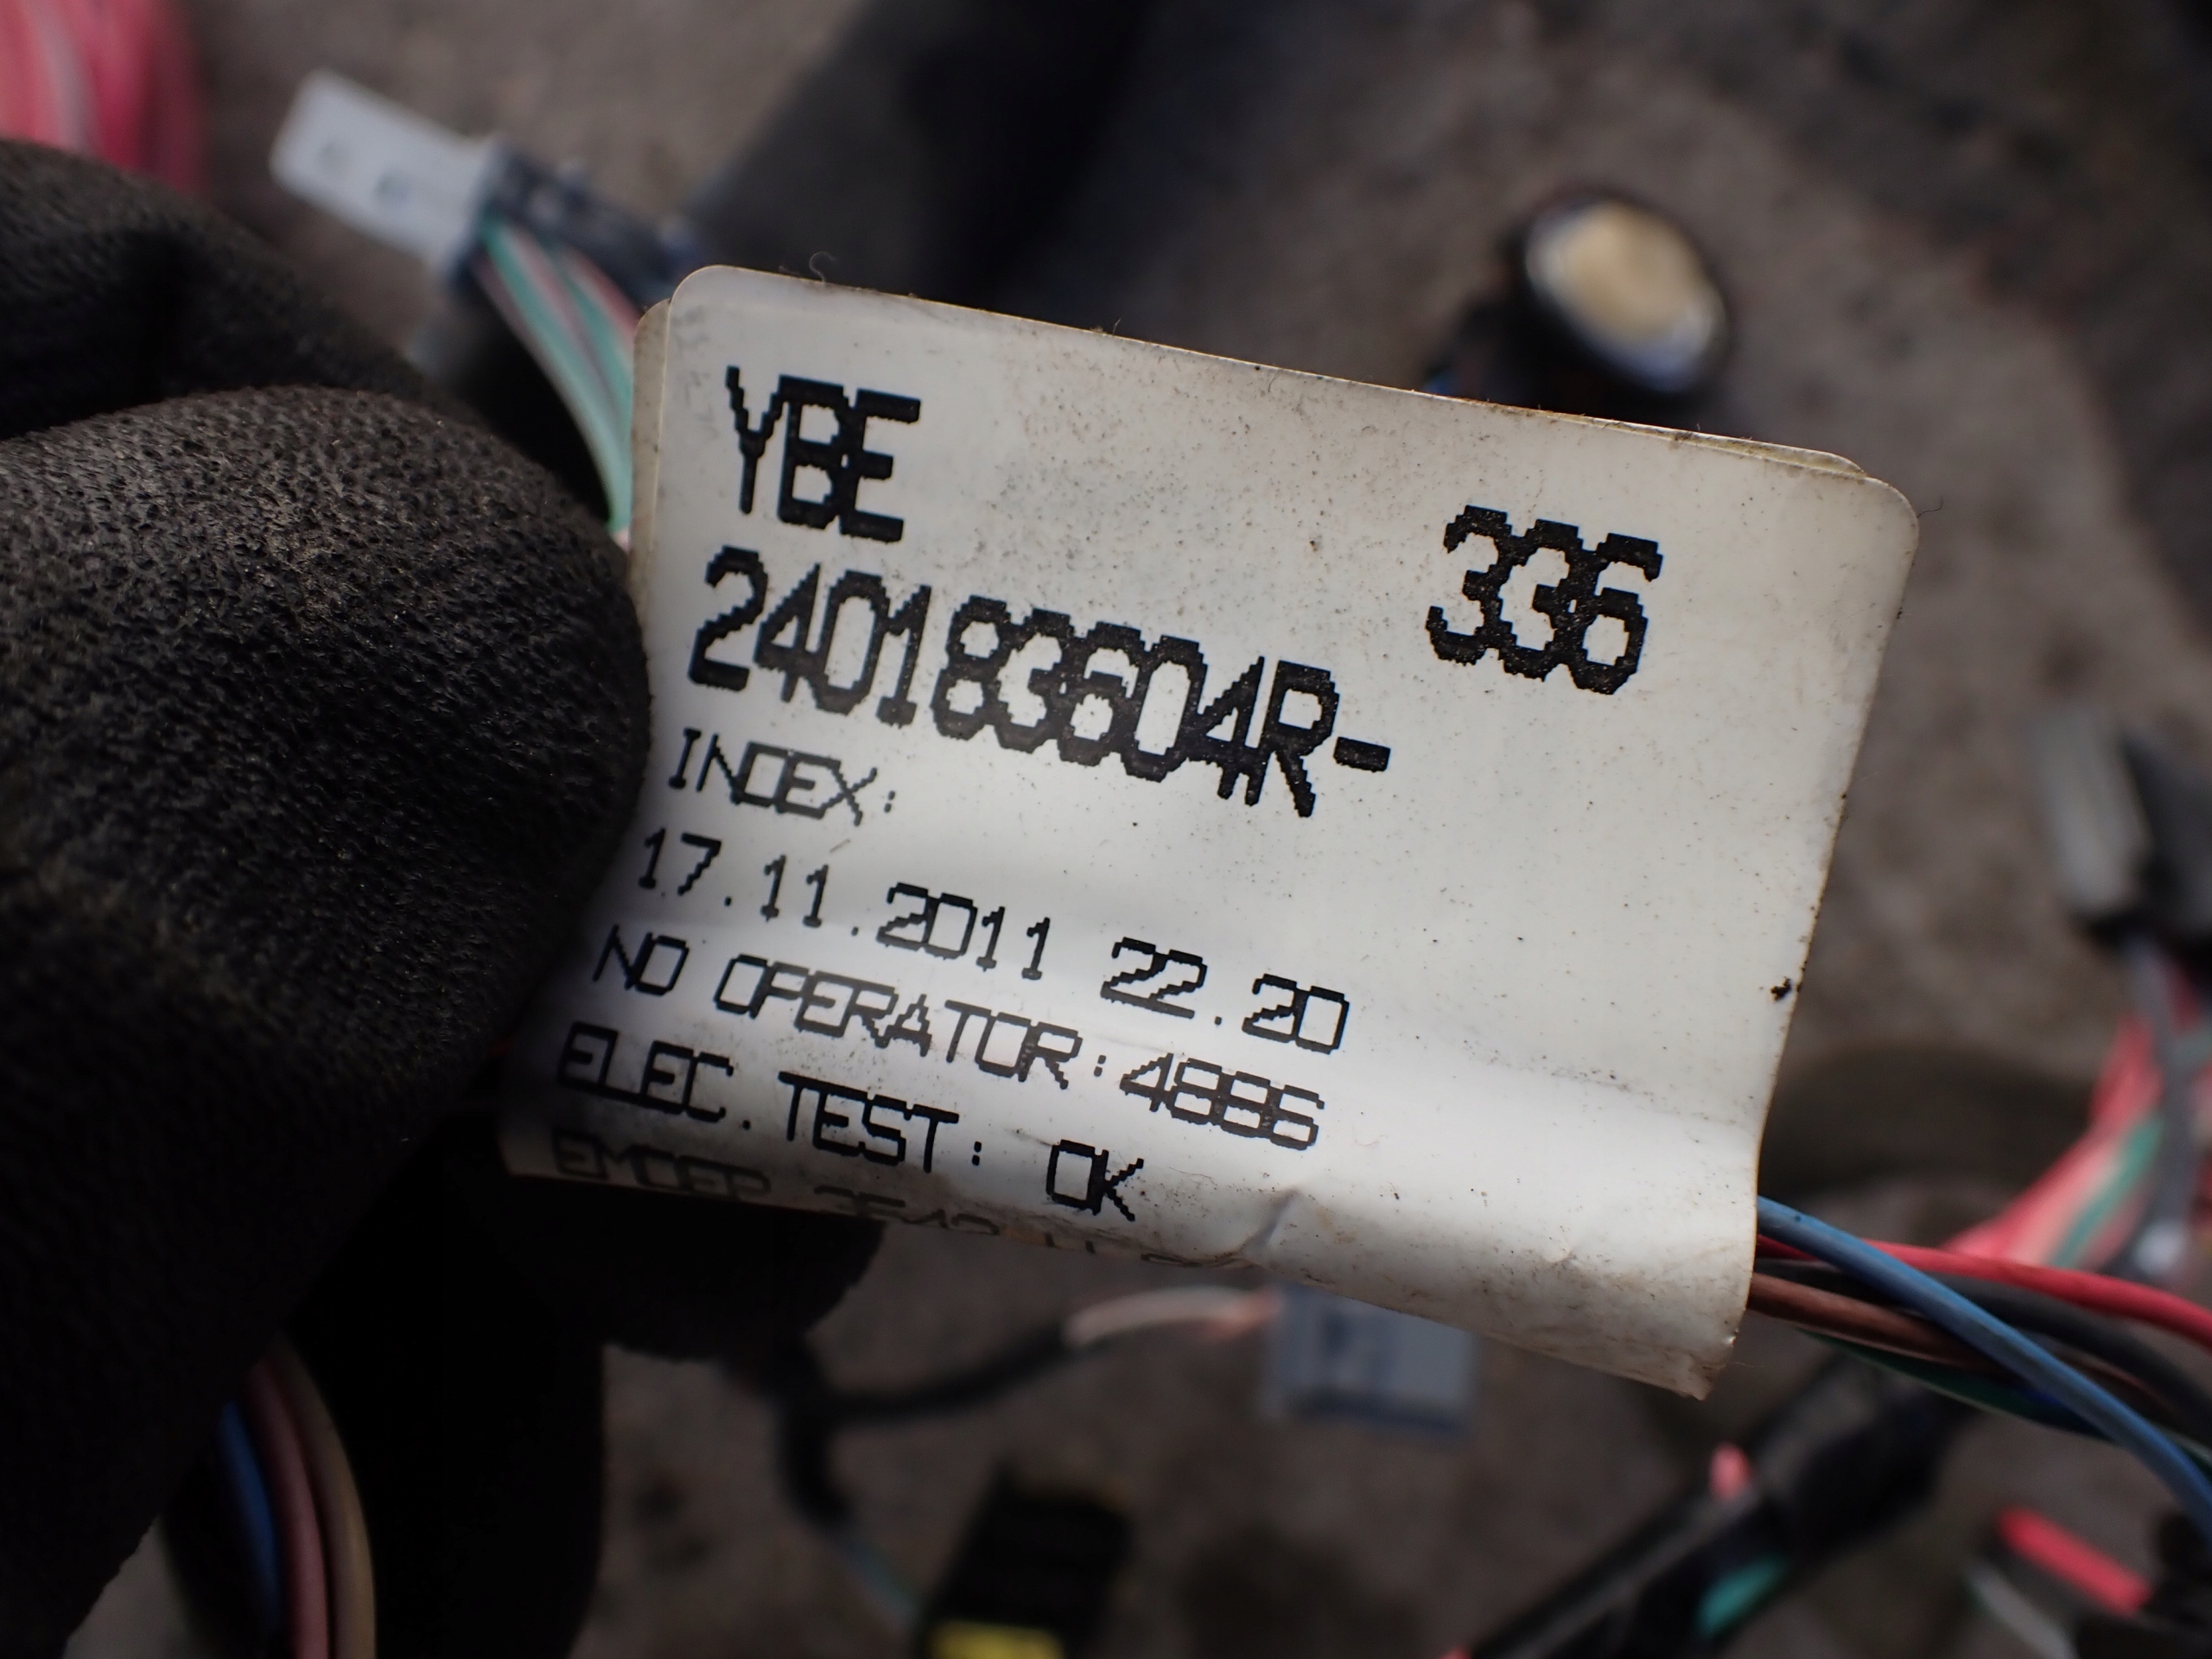 YBE
336
240183604R-
INDEX:
17.11.2011 22.20
NO OPERATOR:4886
ELEC.TEST: OK